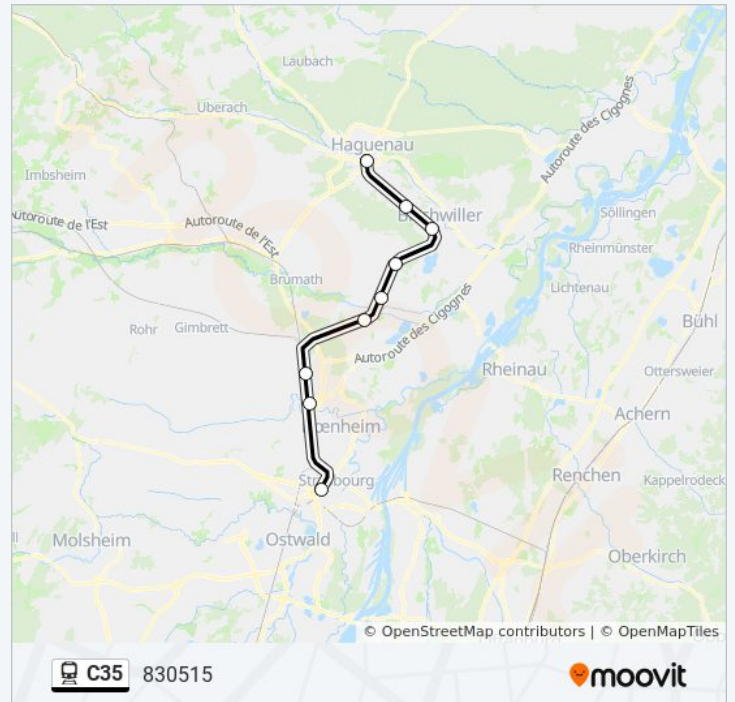 Laubach
Uberach
Haguenau
Autoroute des Cigognes
Imbsheim
Autoroute de l'Est
Autoroute de l'Est
Söllingen
Rheinmünster
Brumath
Lichtenau
Rohr
Gimbrett
Autoroute des Cigognes
Bühl
Rheinau
Ottersweier
Achern
Renchen
Kappelrodeck
Molsheim
Ostwald
Oberkirch
© OpenStreetMap contributors | © OpenMapTiles
C35 830515
moovit